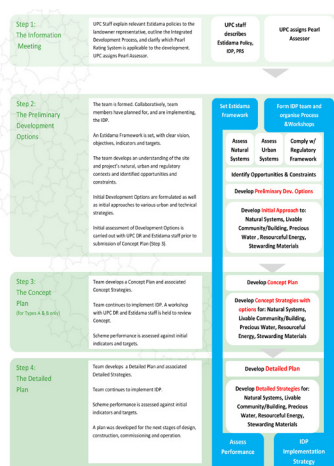 Step 1:
The Information
Meeting
UPC Staff explain relevant Estidama policies to the
landowner representative, outline the Integrated
Development Process, and clarify which Pearl
Rating System is applicable to the development.
UPC assigns Pearl Assessor.
UPC staff
describes
Estidama Policy,
IDP, PRS
UPC assigns Pearl
Assessor
Step 2:
The Preliminary
Development
Options
The team is formed. Collaboratively, team
members have planned for, and are implementing,
the IDP.
An Estidama Framework is set, with clear vision,
objectives, indicators and targets.
The team develops an understanding of the site
and project's natural, urban and regulatory
contexts and identified opportunities and
constraints.
Initial Development Options are formulated as well
as initial approaches to various urban and technical
strategies.
Initial assessment of Development Options is
carried out with UPC DR and Estidama staff prior to
submission of Concept Plan (Step 3).
Set Estidama
Framework
Form IDP team and
organise Process
&Workshops
Assess
Natural
Systems
Assess
Urban
Systems
Comply w/
Regulatory
Framework
Identify Opportunities & Constraints
Develop Preliminary Dev. Options
Develop Initial Approach to:
Natural Systems, Livable
Community/Building, Precious
Water , Resourceful Energy,
Stewarding Materials
Step 3:
The Concept
Plan
(for Types A & B only)
Team develops a Concept Plan and associated
Concept Strategies.
Team continues to implement IDP. A workshop
with UPC DR and Estidama staff is held to review
Concept.
Scheme performance is assessed against initial
indicators and targets.
Develop Concept Plan
Develop Concept Strategies with
options for: Natural Systems,
Livable Community/Building,
Precious Water, Resourceful
Energy, Stewarding Materials
Step 4:
The Detailed
Plan
Team develops a Detailed Plan and associated
Detailed Strategies.
Team continues to implement IDP.
Scheme performance is assessed against initial
indicators and targets.
A plan was developed for the next stages of design,
construction, commissioning and operation.
Develop Detailed Plan
Develop Detailed Strategies for:
Natural Systems, Livable
Community/Building, Precious
Water, Resourceful Energy,
Stewarding Materials
Assess
Performance
IDP
Implementation
Strategy